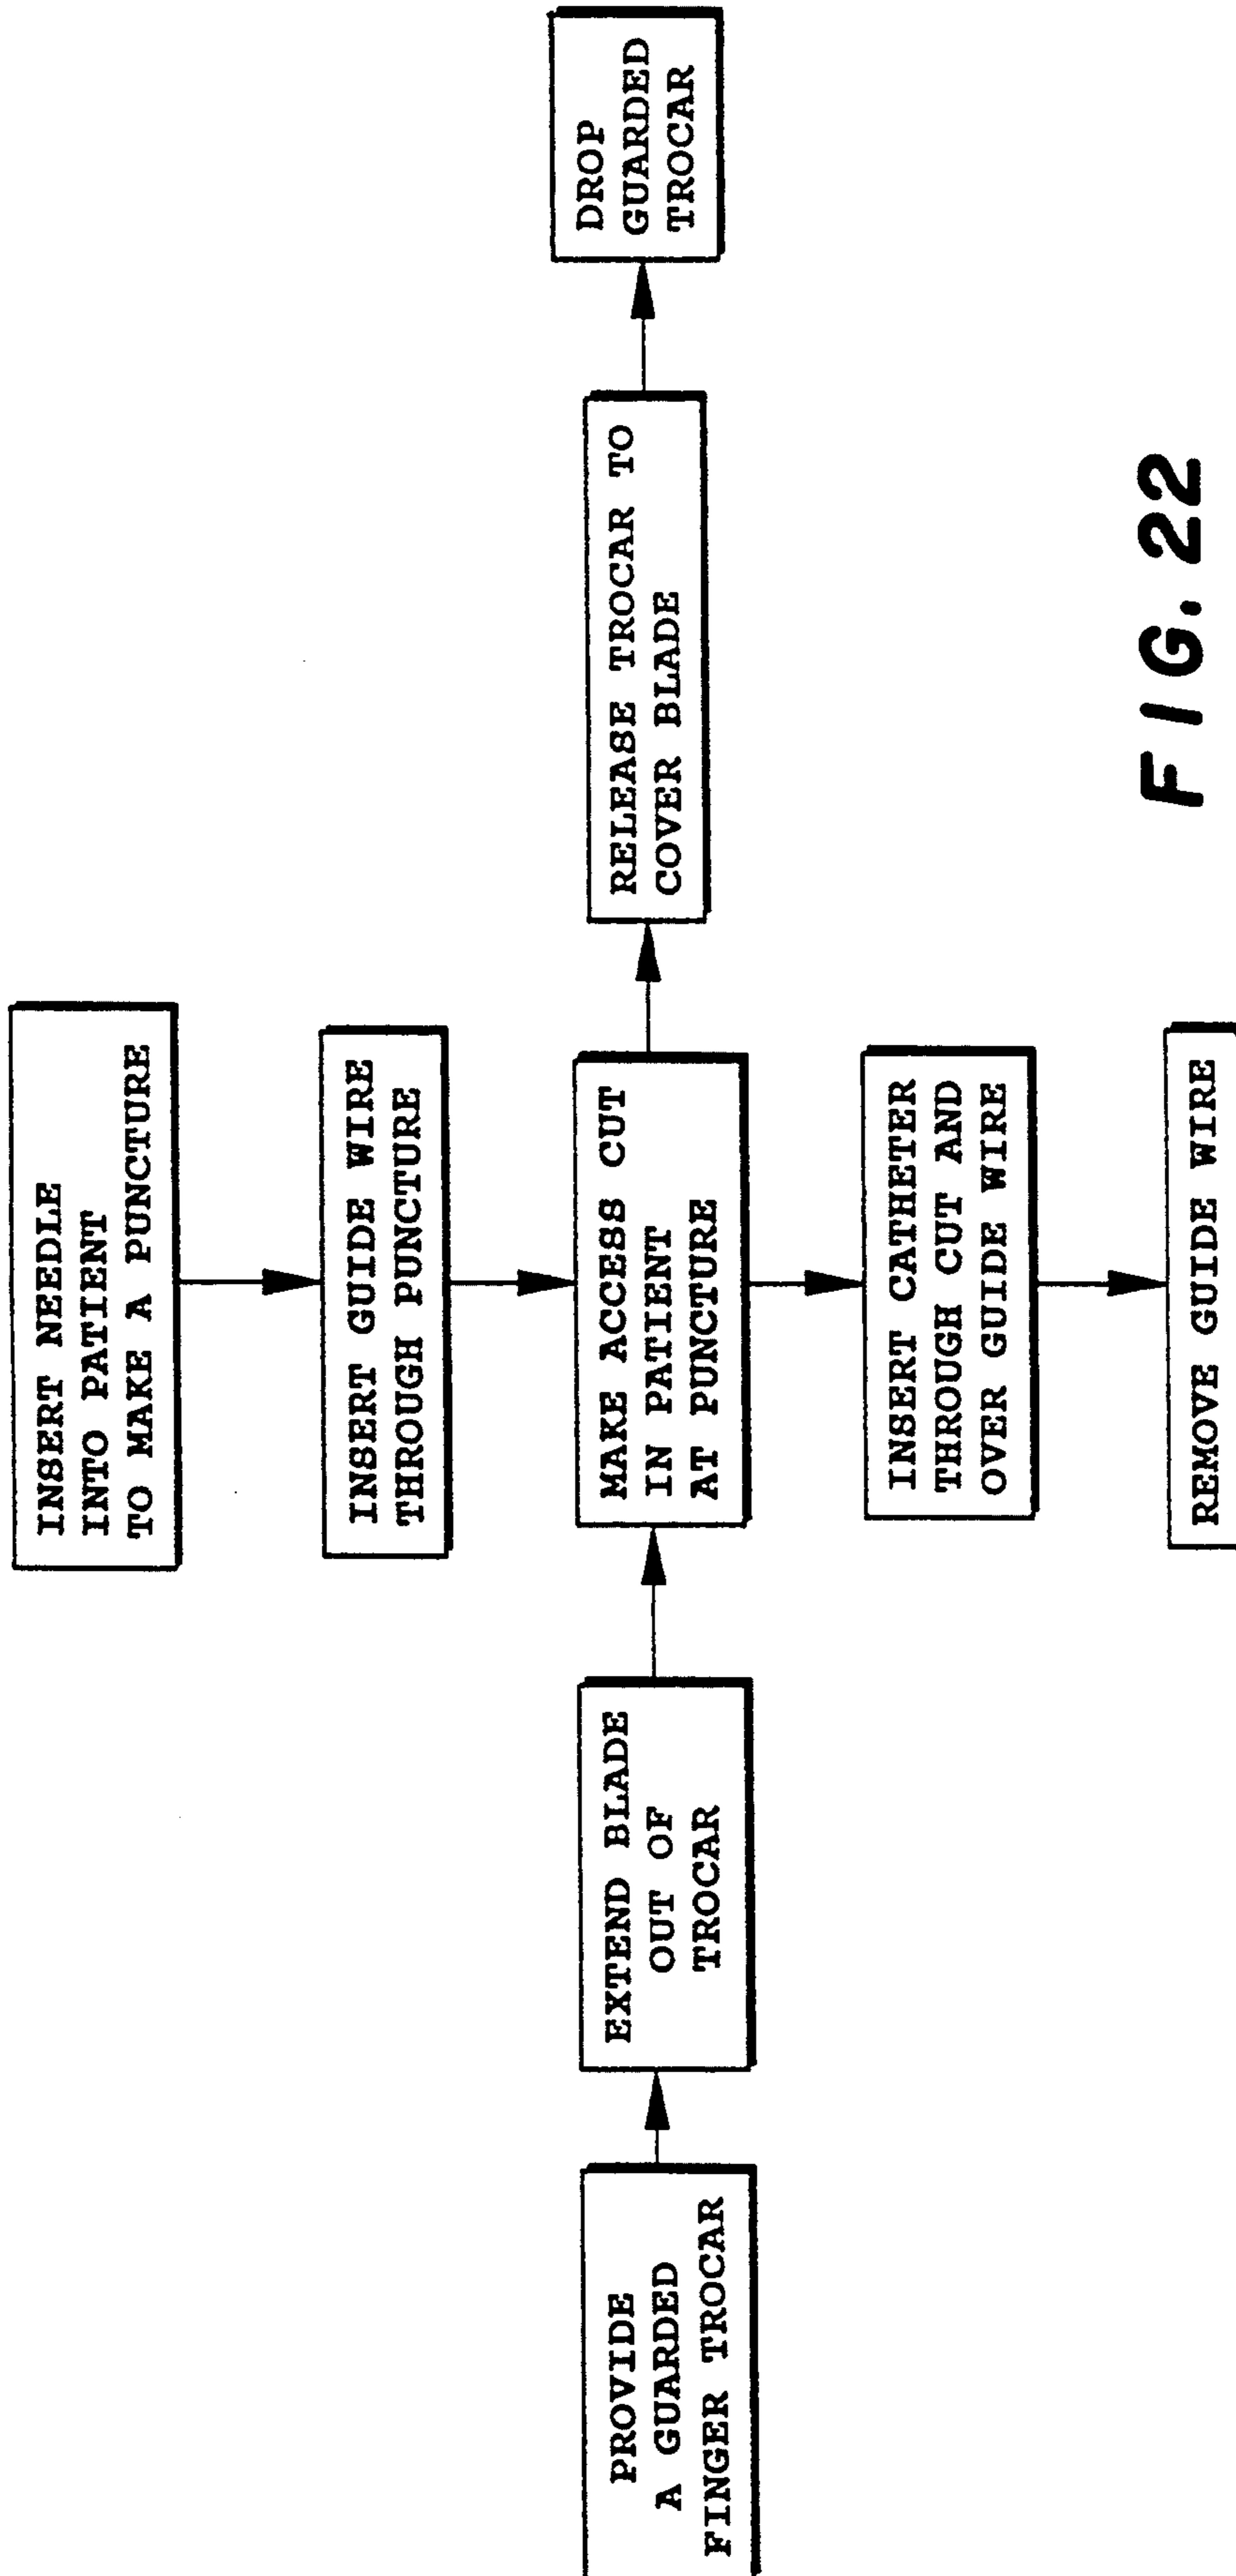 INSERT NEEDLE
INTO PATIENT
TO MAKE A PUNCTURE
INSERT GUIDE WIRE
THROUGH PUNCTURE
PROVIDE
A GUARDED
FINGER TROCAR
EXTEND BLADE
OUT OF
TROCAR
MAKE ACCESS CUT
IN PATIENT
AT PUNCTURE
RELEASE TROCAR TO
COVER BLADE
DROP
GUARDED
TROCAR
INSERT CATHETER
THROUGH CUT AND
OVER GUIDE WIRE
REMOVE GUIDE WIRE
FIG. 22